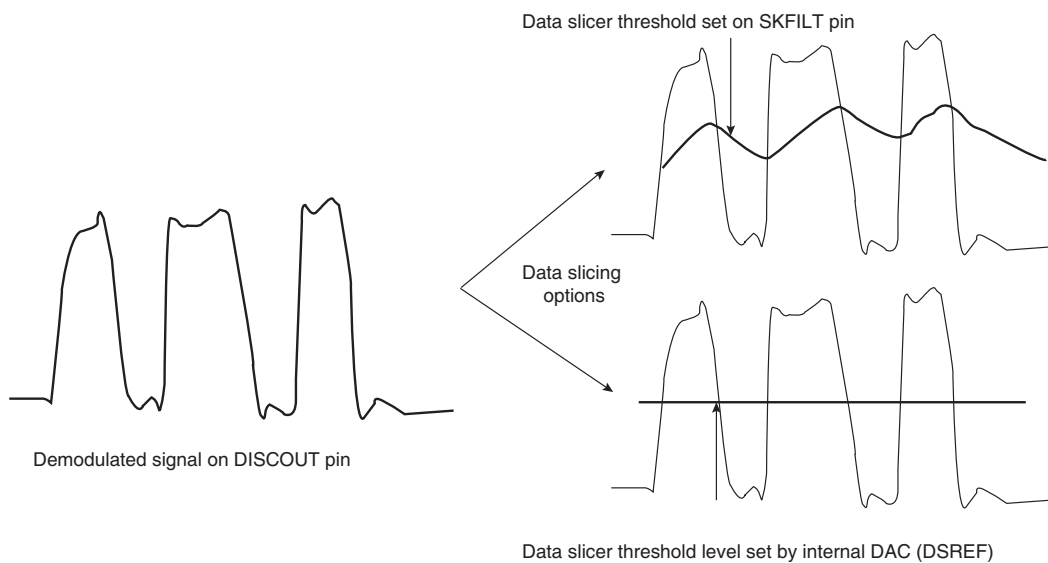 Data slicer threshold set on SKFILT pin
Data slicing
options
Demodulated signal on DISCOUT pin
Data slicer threshold level set by internal DAC (DSREF)